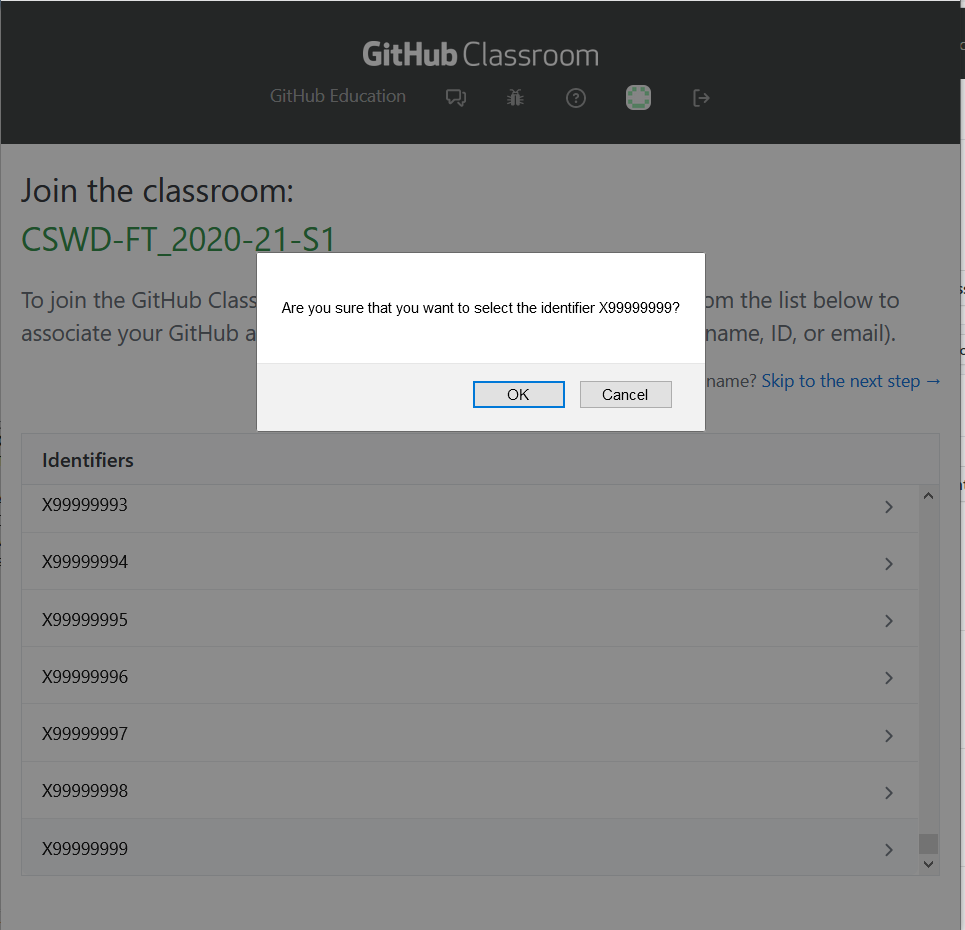 GitHub Classroom
GitHub Education
Join the classroom:
CSWD-FT_2020-21-S1
To join the GitHub Class
om the list below to
associate your GitHub a
name, ID, or email).
name? Skip to the next step →
Are you sure that you want to select the identifier X99999999?
OK Cancel
Identifiers
X99999993
X99999994
X99999995
X99999996
X99999997
X99999998
X99999999